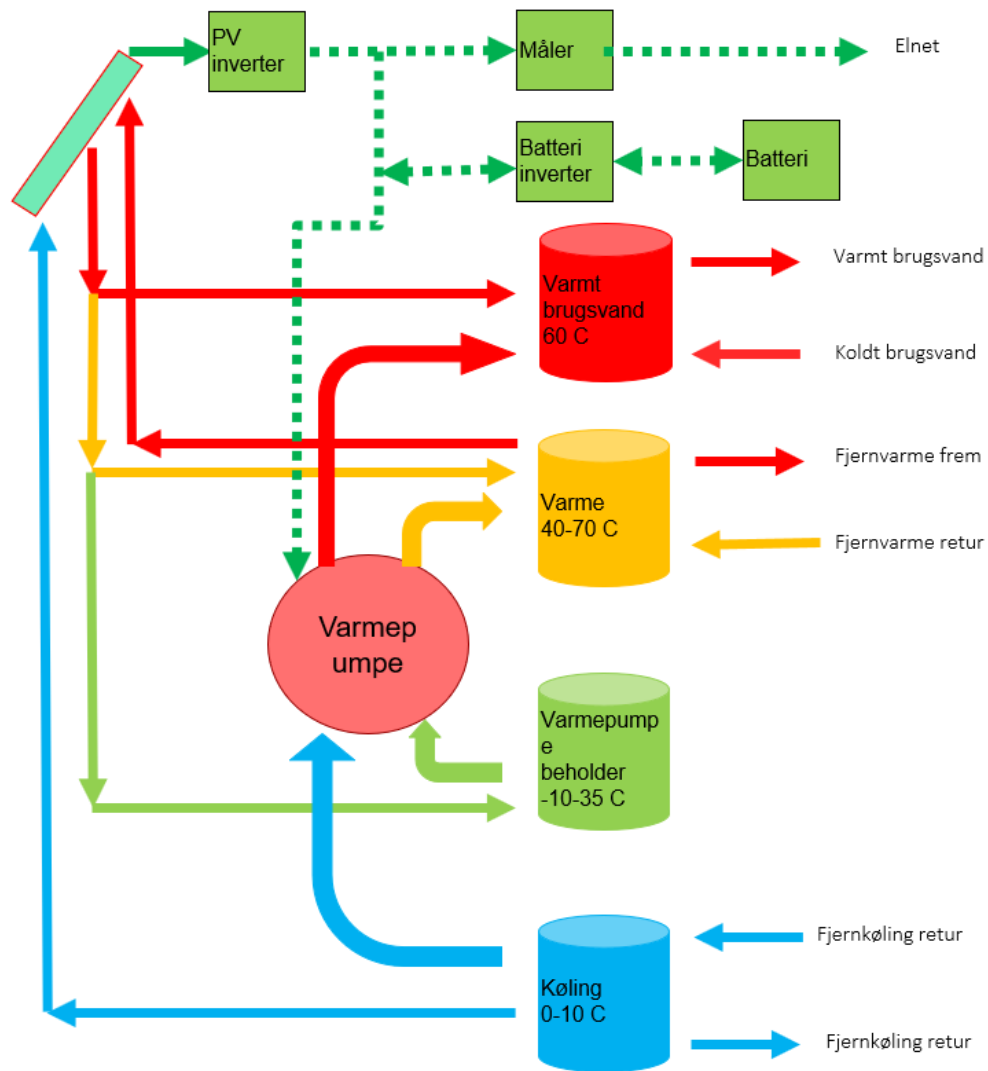 PV
inverter
Måler
Elnet
Batteri
inverter
Batteri
Varmt
brugsvand
60 C
Varmt brugsvand
Koldt brugsvand
Varme
40-70 C
Fjernvarme frem
Fjernvarme retur
Varmep
umpe
Varmepump
e
beholder
-10-35 C
Køling
0-10 C
Fjernkøling retur
Fjernkøling retur